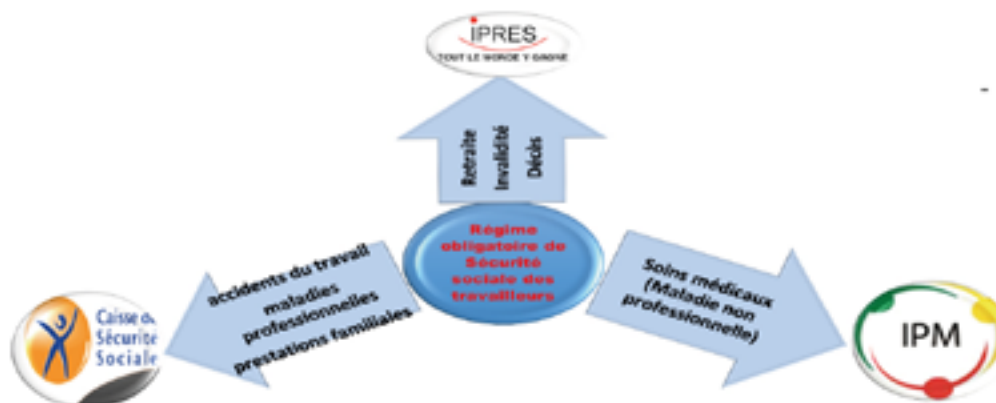 IPRES
TOUT LE MONDE Y GAGNE
Retraite
Invalidité
Décès
Régime
obligatoire de
Sécurité
sociale des
travailleurs
accidents du travail
maladies
professionnelles
prestations familiales
Soins médicaux
(Maladie non
professionnelle)
Caisse de
Sécurité
Sociale
IPM